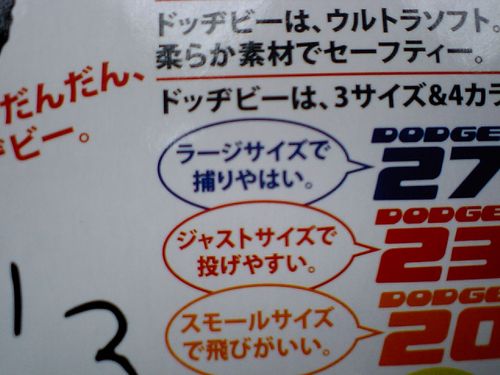 ドッヂビーは、ウルトラソフト。
柔らか素材でセーフティー。
だんだん、
ヂビー。
ドッヂビーは、3サイズ&4カラ
ラージサイズで
捕りやはい。
DODGE
27
ジャストサイズで
投げやすい。
DODGE
23
スモールサイズ
で飛びがいい。
DODGE
20
13